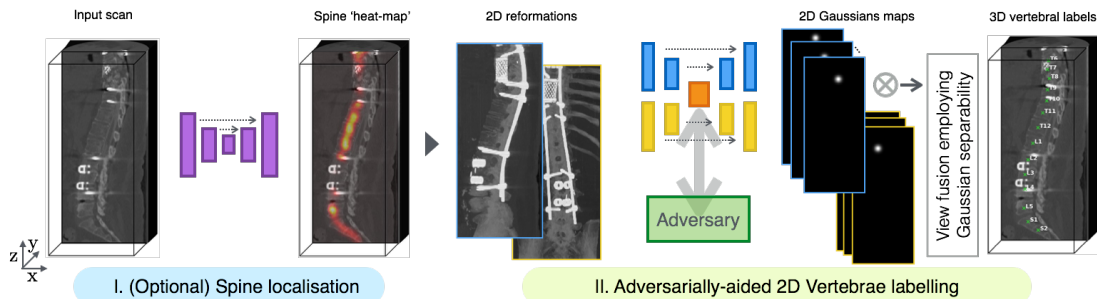 Input scan
Spine ‘heat-map’
2D reformations
2D Gaussians maps
3D vertebral labels
Adversary
View fusion employing
Gaussian separability
T6
T7
T8
T9
T10
T11
T12
L1
L2
L3
L4
L5
S1
S2
z
y
x
I. (Optional) Spine localisation
II. Adversarially-aided 2D Vertebrae labelling